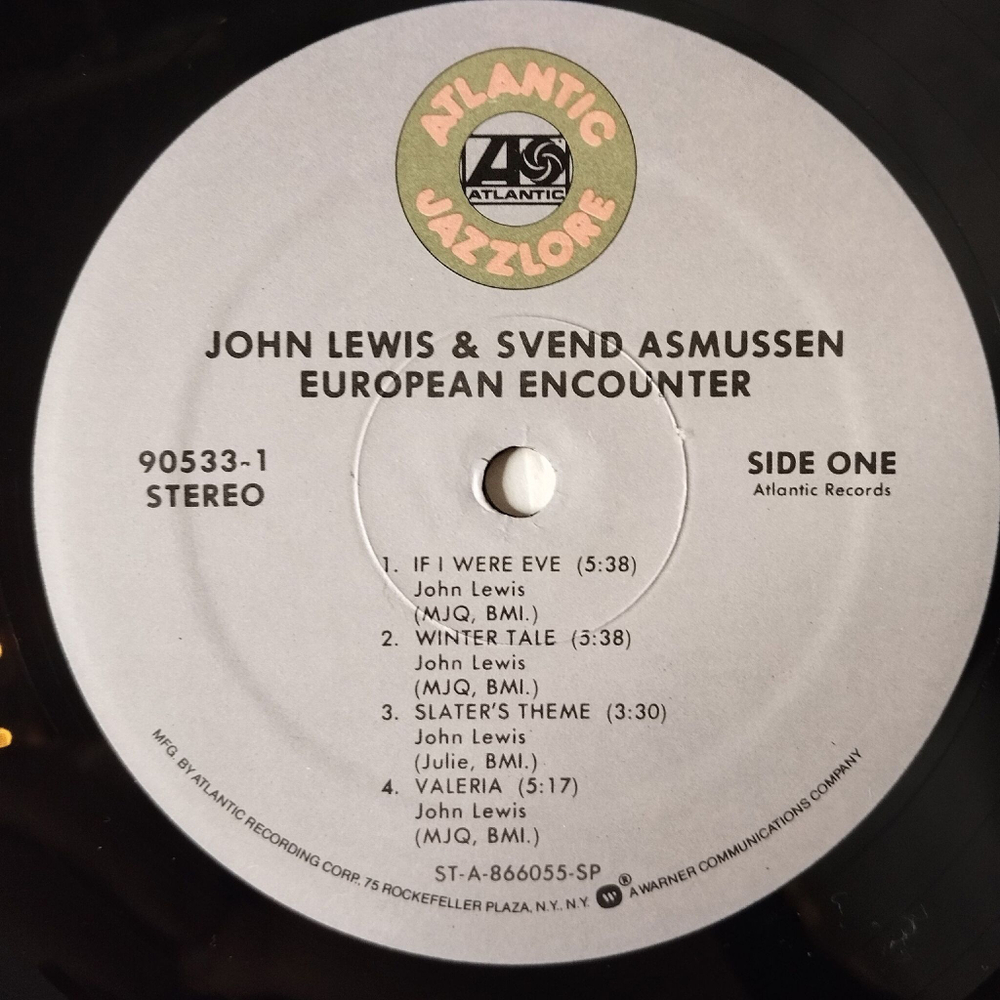 ATLANTIC
ATLANTIC
JAZZLORE
JOHN LEWIS & SVEND ASMUSSEN
EUROPEAN ENCOUNTER
90533-1
STEREO
SIDE ONE
Atlantic Records
1. IF I WERE EVE (5:38)
John Lewis
(MJQ, BMI.)
2. WINTER TALE (5:38)
John Lewis
(MJQ, BMI.)
3. SLATER'S THEME (3:30)
John Lewis
(Julie, BMI.)
4. VALERIA (5:17)
John Lewis
(MJQ, BMI.)
ST-A-866055-SP
MFG. BY ATLANTIC RECORDING CORP., 75 ROCKEFELLER PLAZA, N.Y., N.Y. ® A WARNER COMMUNICATIONS COMPANY